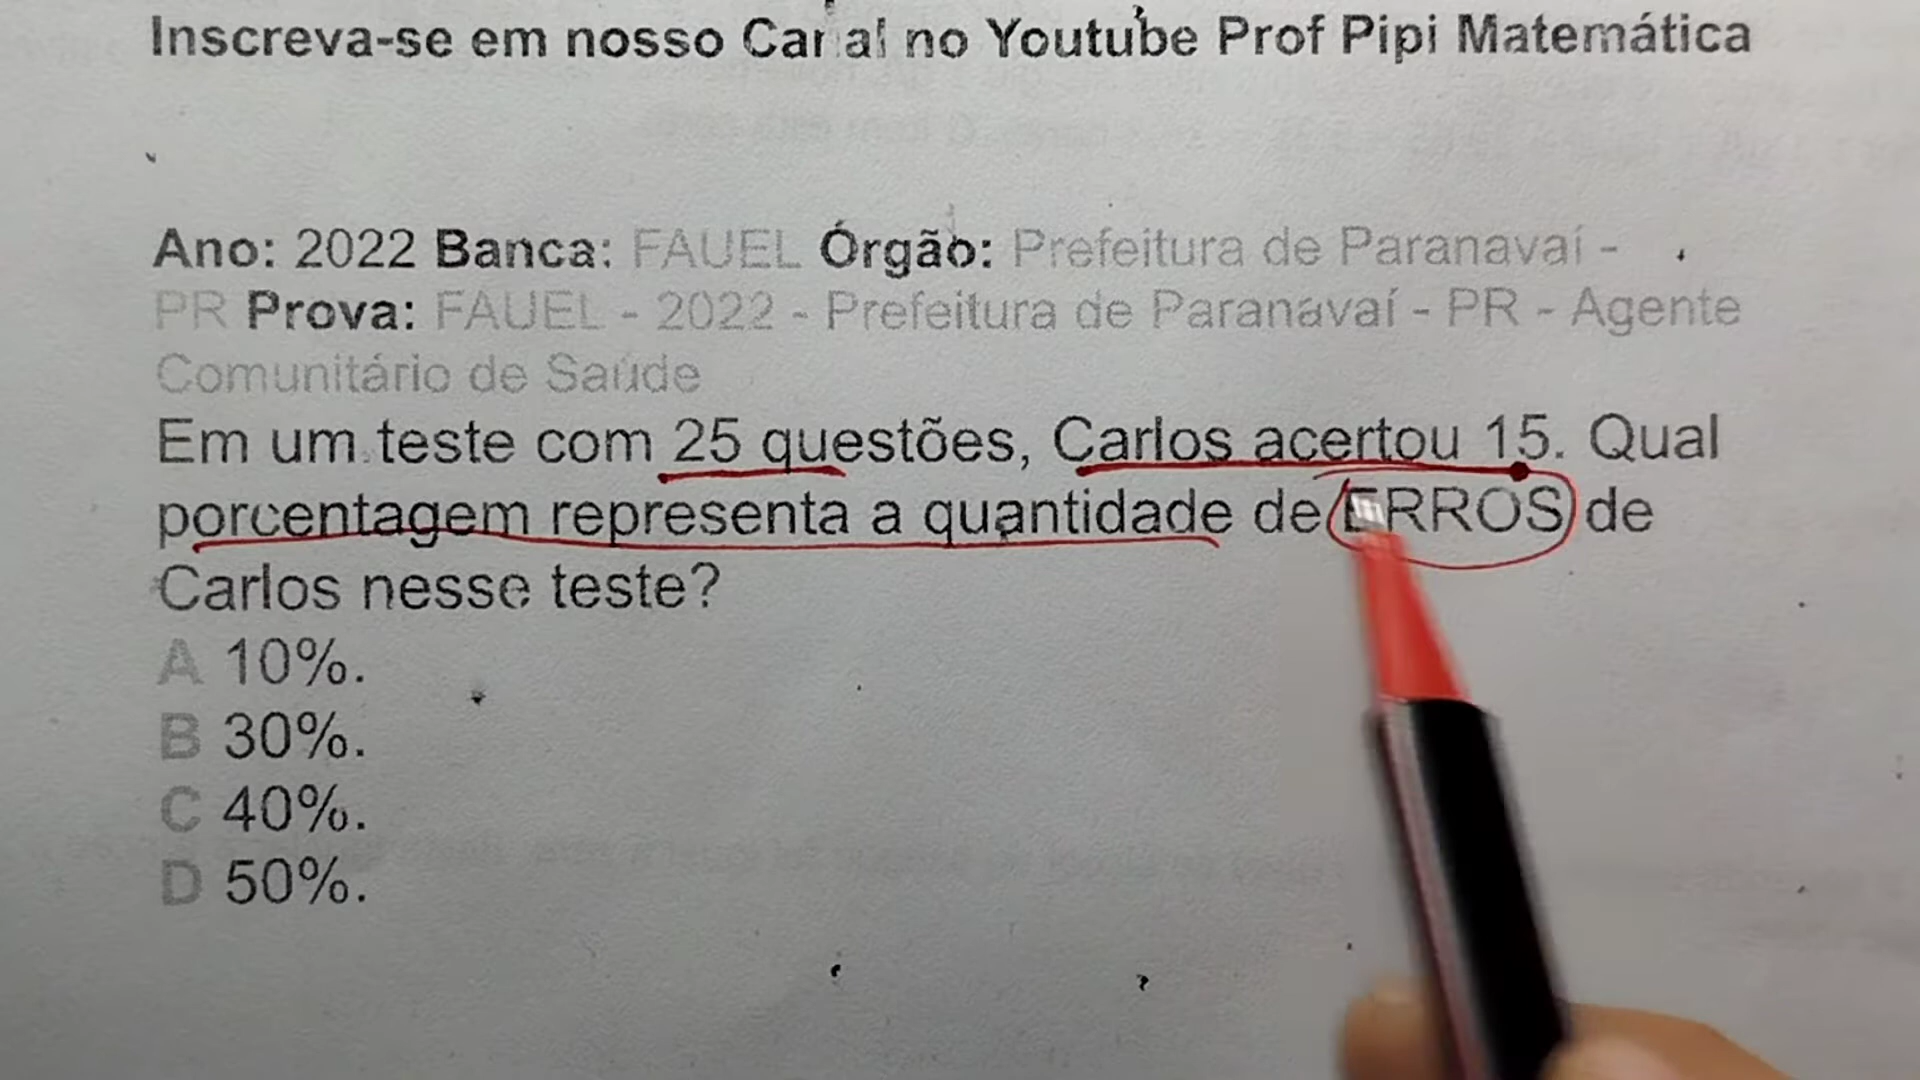 Inscreva-se em nosso Canal no Youtube Prof Pipi Matemática
Ano: 2022 Banca: FAUEL Órgão: Prefeitura de Paranavaí -
PR Prova: FAUEL - 2022 - Prefeitura de Paranavaí - PR - Agente
Comunitário de Saúde
Em um teste com 25 questões, Carlos acertou 15. Qual
porcentagem representa a quantidade de ERROS de
Carlos nesse teste?
A 10%.
B 30%.
C 40%.
D 50%.